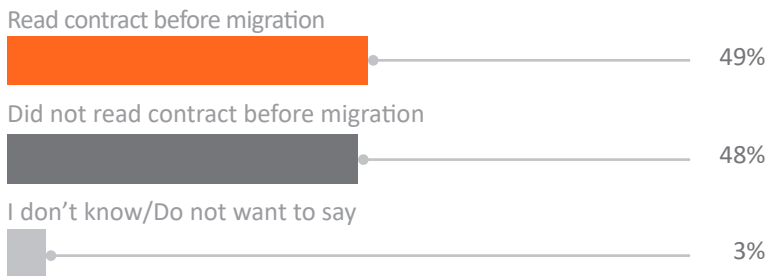 Read contract before migration
49%
Did not read contract before migration
48%
I don’t know/Do not want to say
3%